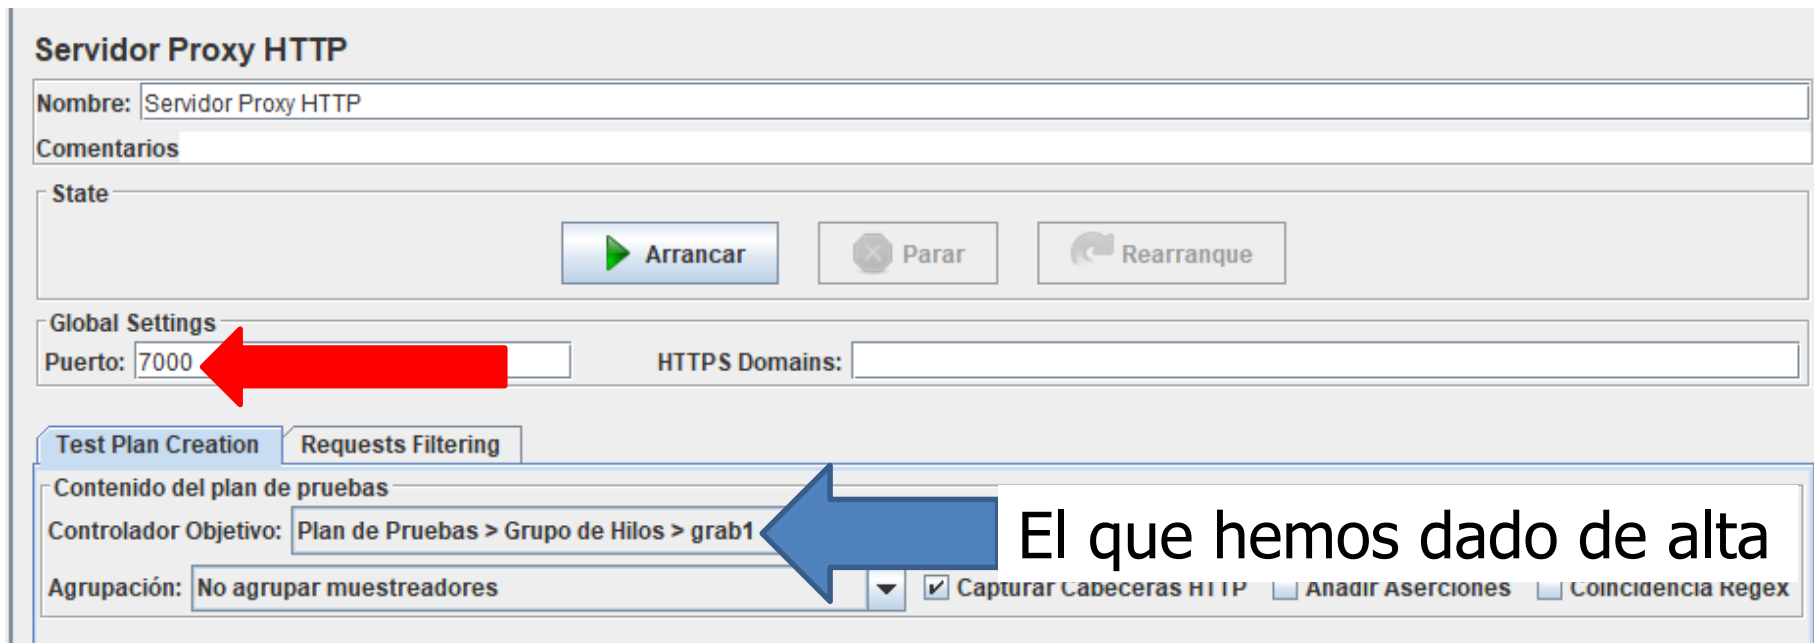 Servidor Proxy HTTP
Nombre: Servidor Proxy HTTP
Comentarios
State
Arrancar Parar Rearranque
Global Settings
Puerto: 7000 HTTPS Domains:
Test Plan Creation Requests Filtering
Contenido del plan de pruebas
Controlador Objetivo: Plan de Pruebas > Grupo de Hilos > grab1 El que hemos dado de alta
Agrupación: No agrupar muestreadores Capturar Cabeceras HTTP Añadir Aserciones Coincidencia Regex